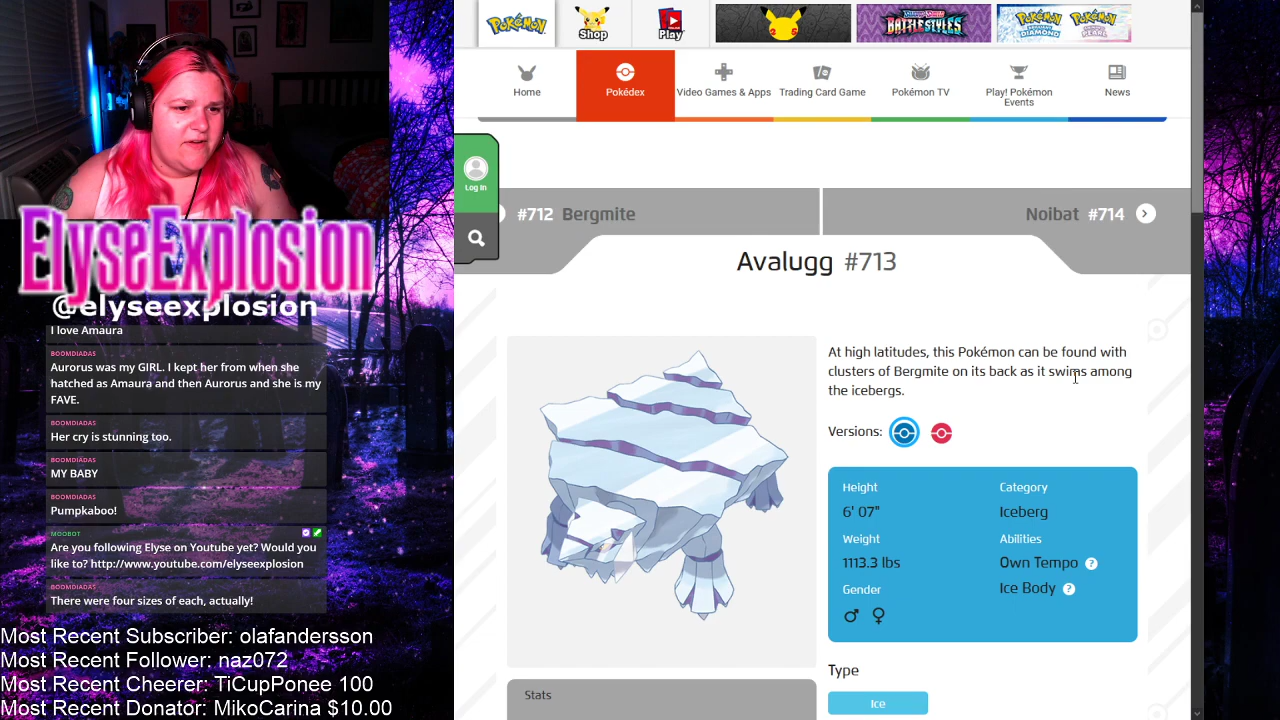 Pokémon
Shop
Play
25
BATTLE STYLES
POKÉMON
DIAMOND
POKÉMON
PEARL
Home
Pokédex
Video Games & Apps
Trading Card Game
Pokémon TV
Play! Pokémon
Events
News
Log In
#712 Bergmite
Noibat #714
Avalugg #713
At high latitudes, this Pokémon can be found with
clusters of Bergmite on its back as it swims among
the icebergs.
Versions:
Height
6' 07"
Weight
1113.3 lbs
Gender
Category
Iceberg
Abilities
Own Tempo ?
Ice Body ?
Type
Ice
Stats
ElyseExplosion
@elyseexplosion
I love Amaura
BOOMDIADAS
Aurorus was my GIRL. I kept her from when she
hatched as Amaura and then Aurorus and she is my
FAVE.
BOOMDIADAS
Her cry is stunning too.
BOOMDIADAS
MY BABY
BOOMDIADAS
Pumpkaboo!
MOOBOT
Are you following Elyse on Youtube yet? Would you
like to? http://www.youtube.com/elyseexplosion
BOOMDIADAS
There were four sizes of each, actually!
Most Recent Subscriber: olafandersson
Most Recent Follower: naz072
Most Recent Cheerer: TiCupPonee 100
Most Recent Donator: MikoCarina $10.00